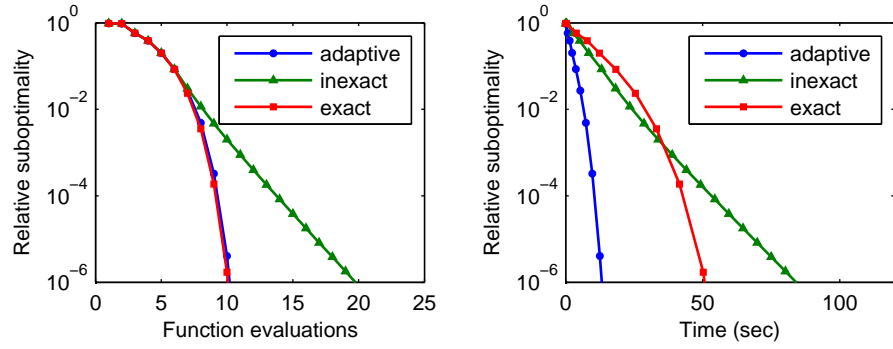 10^0
10^-2
10^-4
10^-6
Relative suboptimality
adaptive
inexact
exact
0 5 10 15 20 25
Function evaluations
10^0
10^-2
10^-4
10^-6
Relative suboptimality
adaptive
inexact
exact
0 50 100
Time (sec)